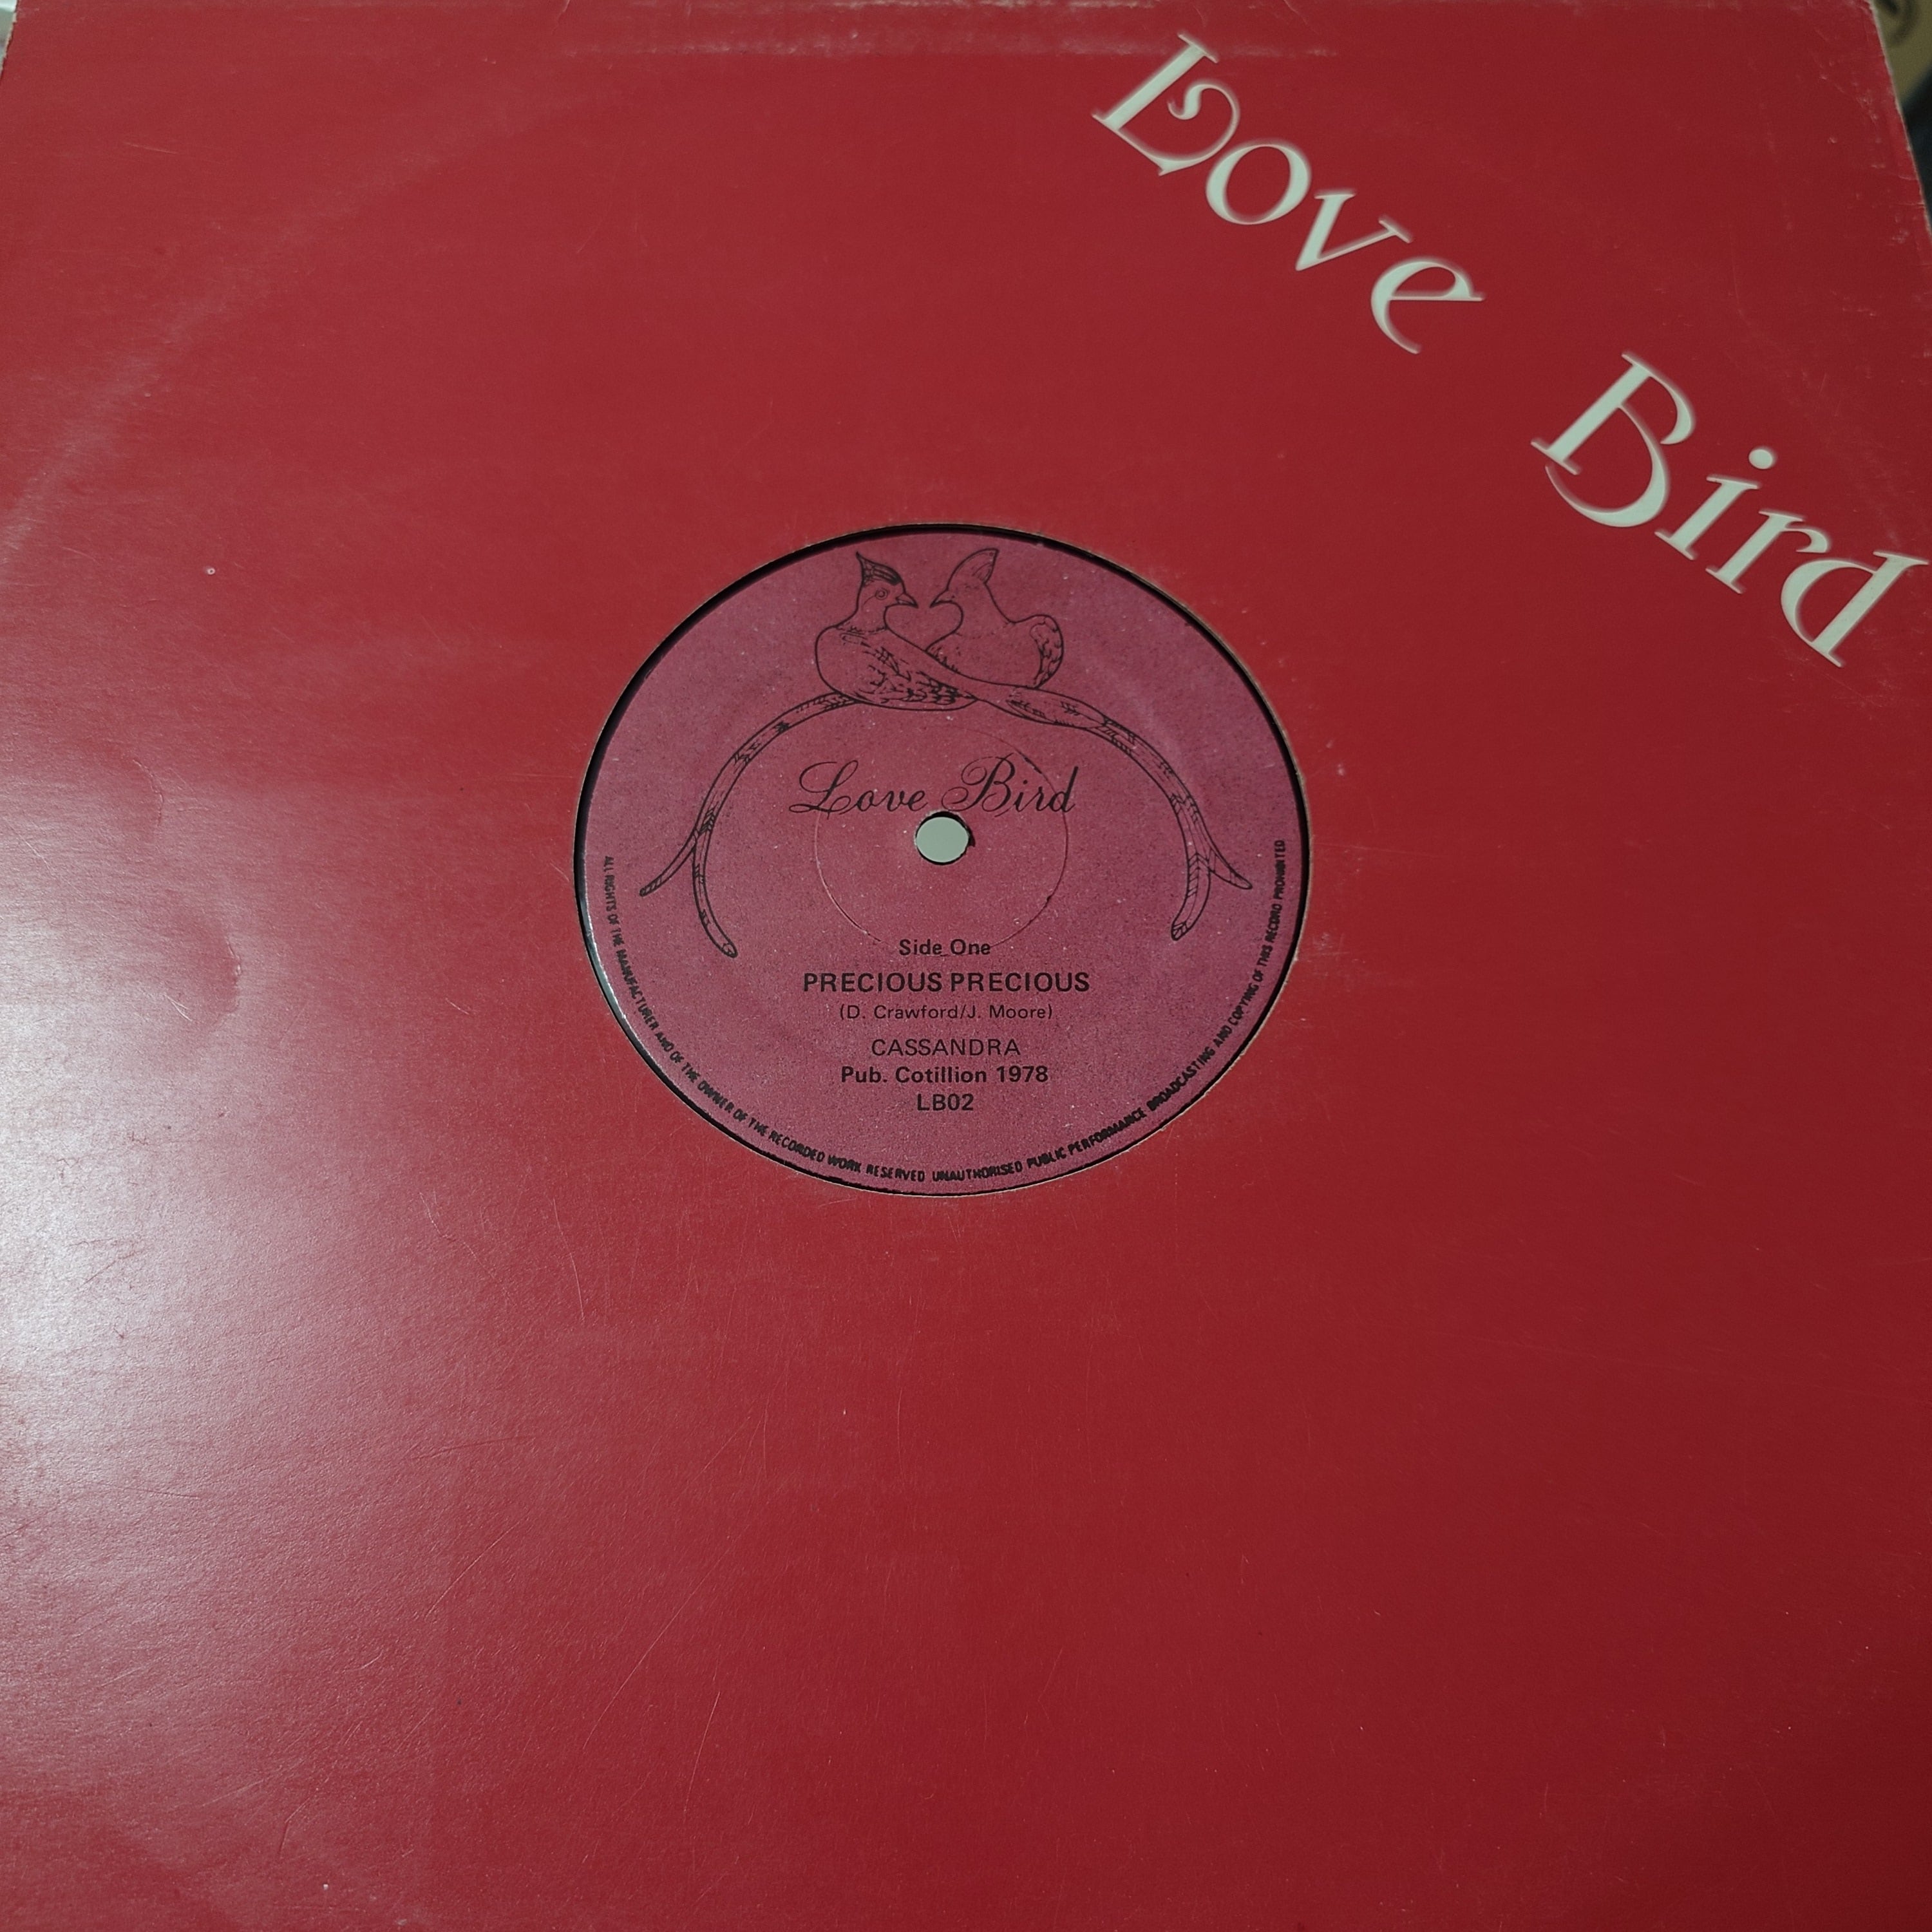 Love Bird
Love Bird
Side One
PRECIOUS PRECIOUS
(D. Crawford/J. Moore)
CASSANDRA
Pub. Cotillion 1978
LB02
ALL RIGHTS OF THE MANUFACTURER AND OF THE OWNER OF THE RECORDED WORK RESERVED UNAUTHORISED PUBLIC PERFORMANCE BROADCASTING AND COPYING OF THIS RECORD PROHIBITED